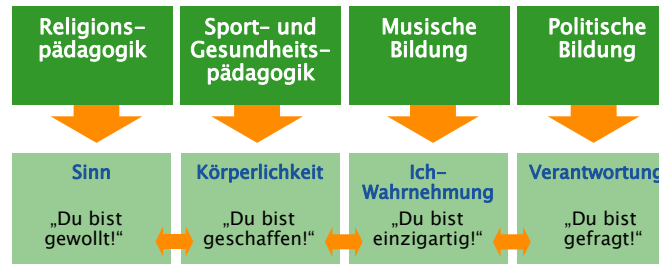 Religions-
pädagogik
Sport- und
Gesundheits-
pädagogik
Musische
Bildung
Politische
Bildung
Sinn
„Du bist
gewollt!“
Körperlichkeit
„Du bist
geschaffen!“
Ich-
Wahrnehmung
„Du bist
einzigartig!“
Verantwortung
„Du bist
gefragt!“